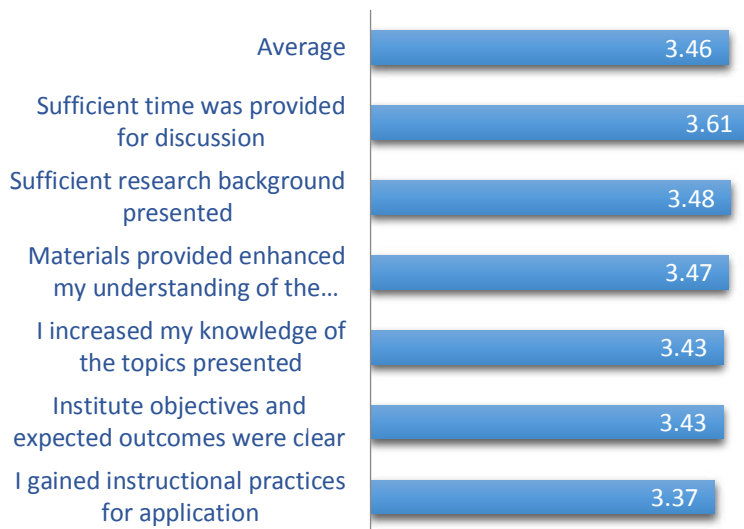 Average
3.46
Sufficient time was provided
for discussion
3.61
Sufficient research background
presented
3.48
Materials provided enhanced
my understanding of the...
3.47
I increased my knowledge of
the topics presented
3.43
Institute objectives and
expected outcomes were clear
3.43
I gained instructional practices
for application
3.37